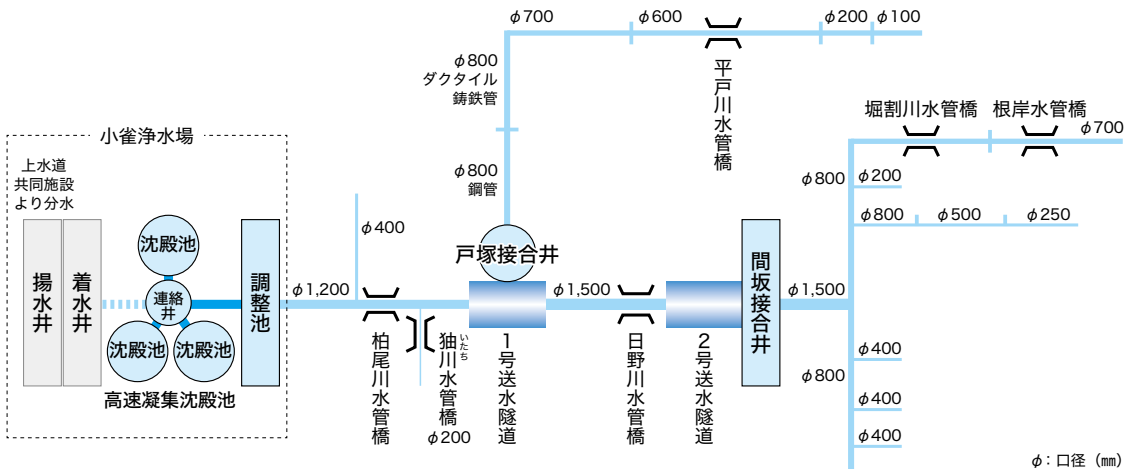 小雀浄水場
上水道
共同施設
より分水
揚水井
着水井
沈殿池
連絡
井
沈殿池
沈殿池
高速凝集沈殿池
調整池
φ1,200
φ400
柏尾川水管橋
いたち
㹨川水管橋
φ200
戸塚接合井
1号送水隧道
φ800
鋼管
φ800
ダクタイル
鋳鉄管
φ700
φ600
平戸川水管橋
φ200
φ100
φ1,500
日野川水管橋
2号送水隧道
間坂接合井
φ1,500
φ800
堀割川水管橋
根岸水管橋
φ700
φ200
φ800
φ500
φ250
φ400
φ800
φ400
φ400
φ:口径(mm)